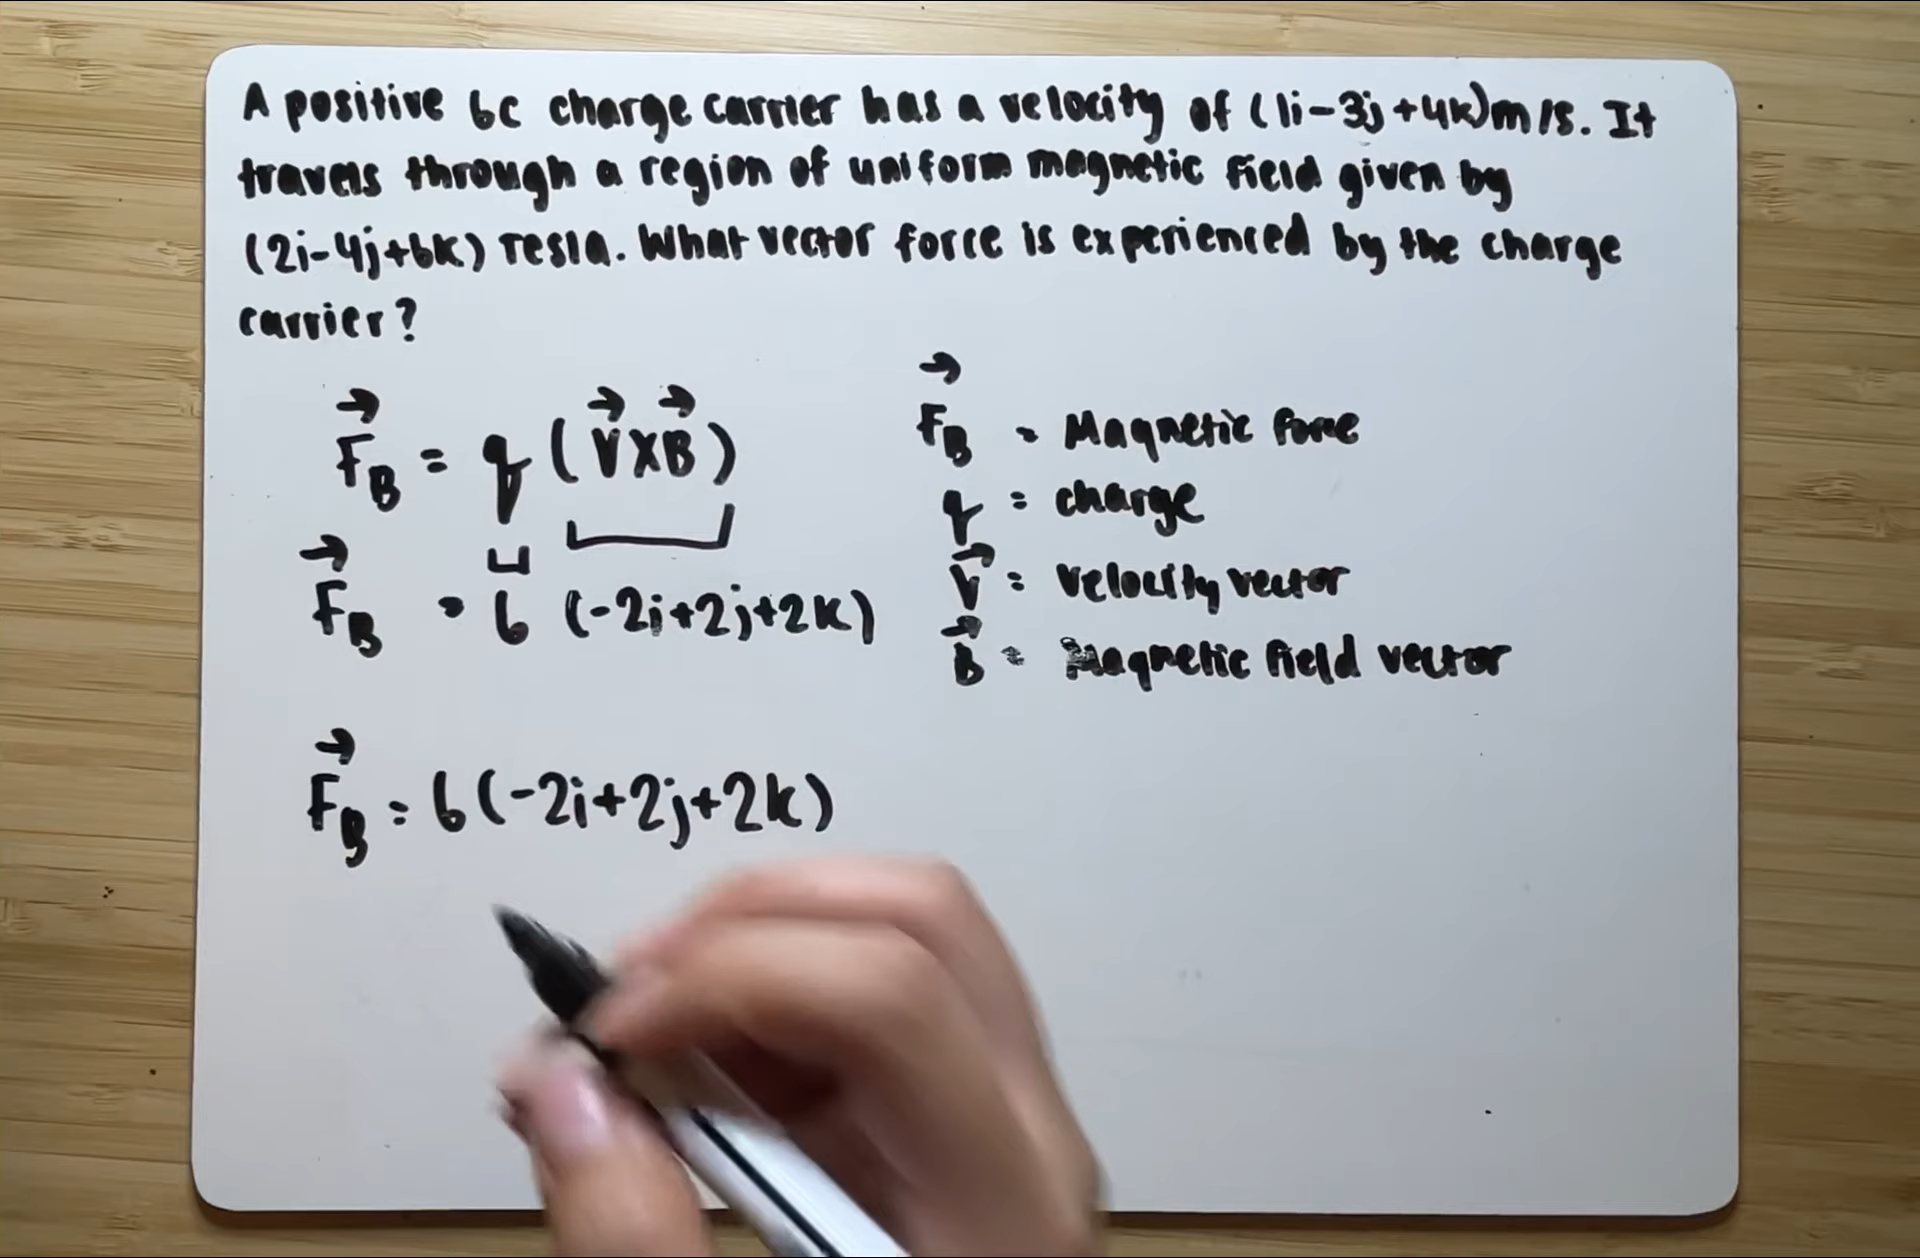 A positive 6C charge carrier has a velocity of (1i-3j+4k)m/s. It
travels through a region of uniform magnetic field given by
(2i-4j+6k) Tesla. What vector force is experienced by the charge
carrier?
→ → →
F_B = q (V×B)
→
F_B = 6 (-2i+2j+2k)
→
F_B = 6(-2i+2j+2k)
→
F_B = Magnetic force
q = charge
→
V = velocity vector
→
B = Magnetic field vector